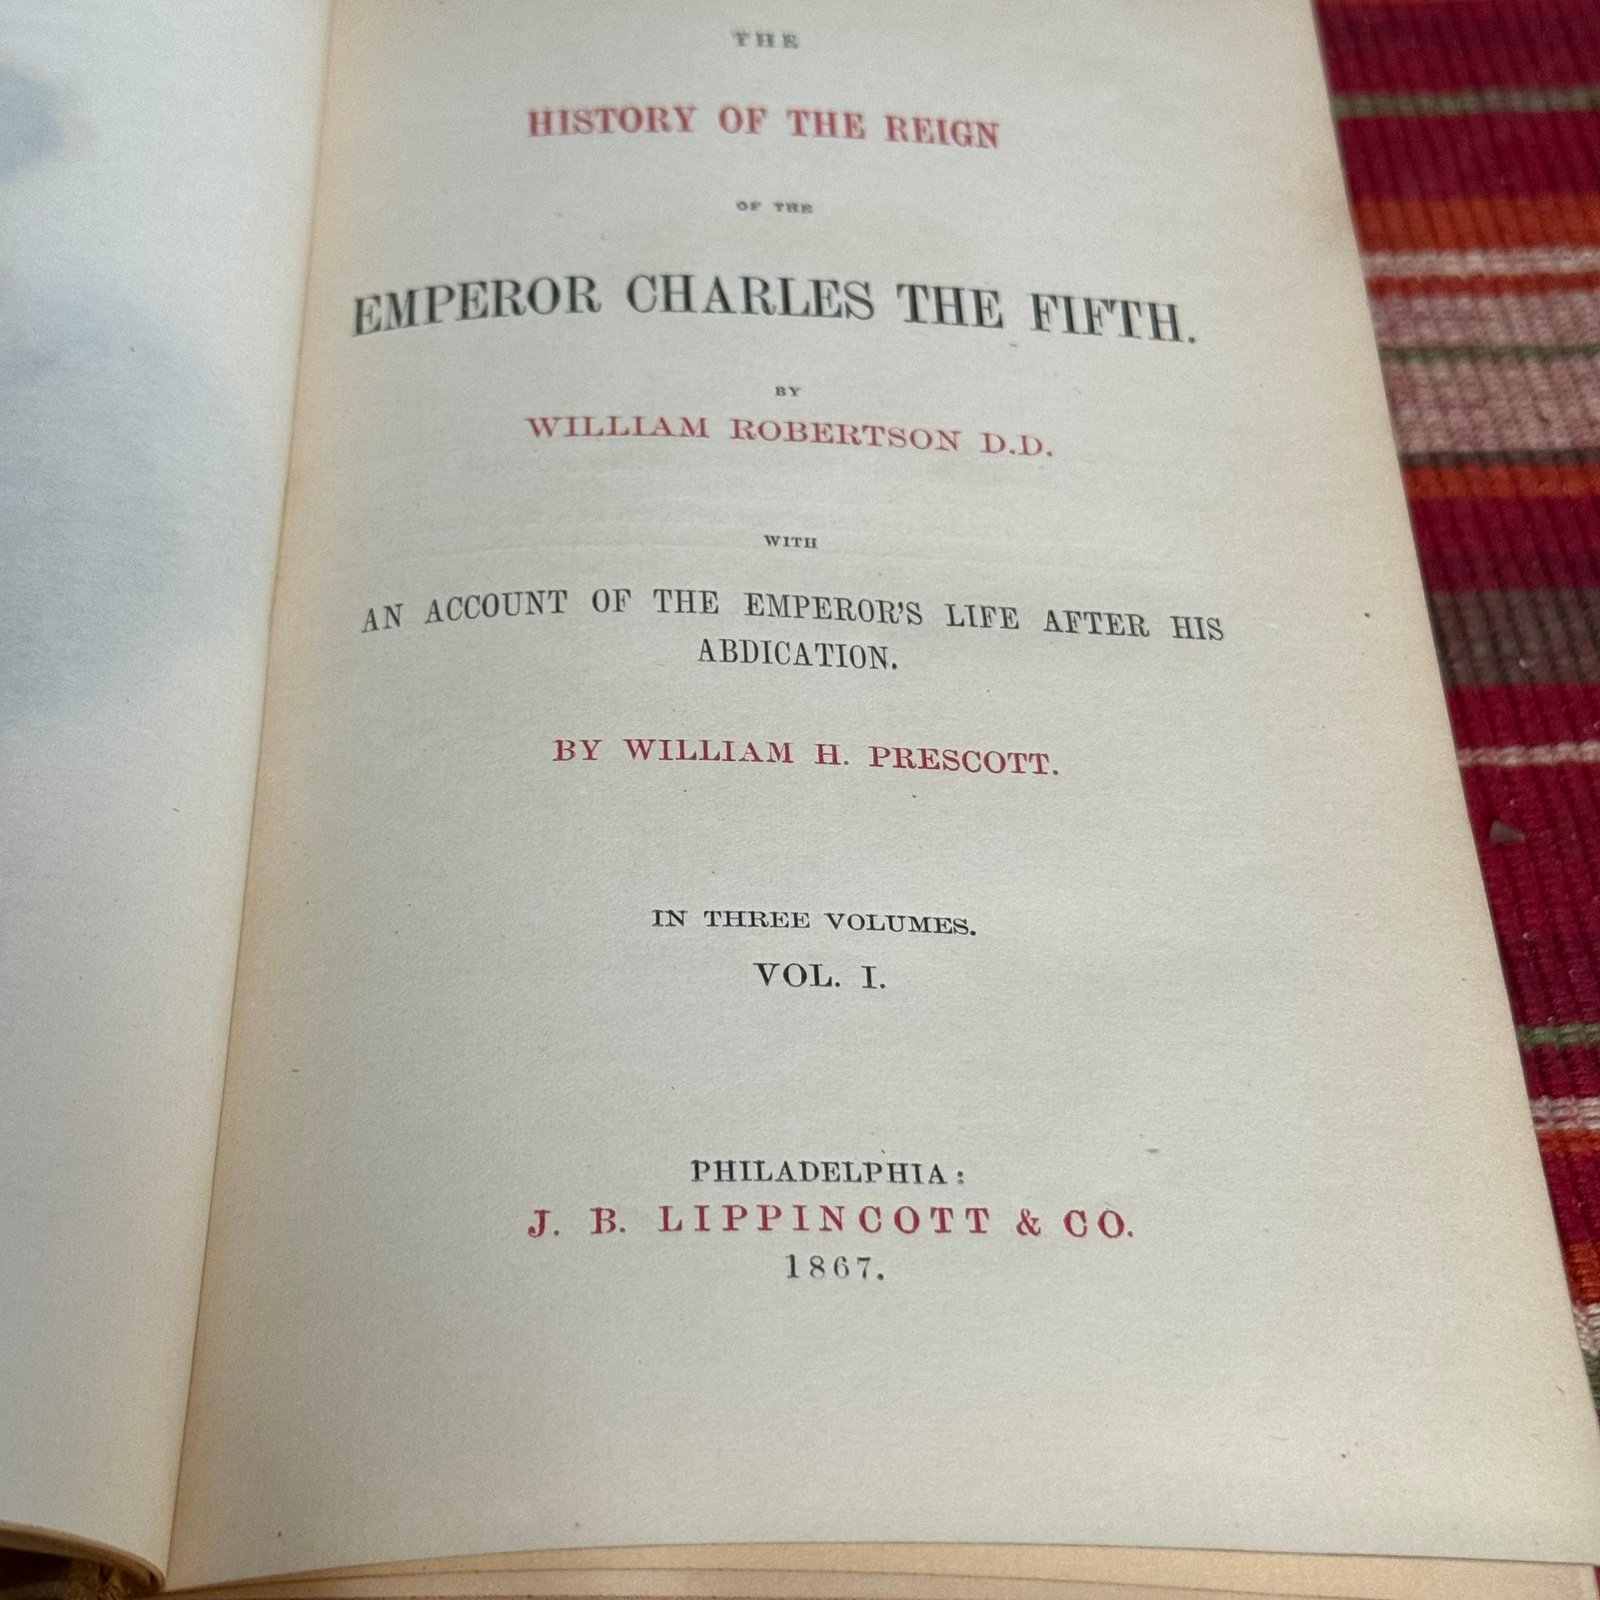 THE
HISTORY OF THE REIGN
OF THE
EMPEROR CHARLES THE FIFTH.
BY
WILLIAM ROBERTSON D.D.
WITH
AN ACCOUNT OF THE EMPEROR'S LIFE AFTER HIS
ABDICATION.
BY WILLIAM H. PRESCOTT.
IN THREE VOLUMES.
VOL. I.
PHILADELPHIA:
J. B. LIPPINCOTT & CO.
1867.